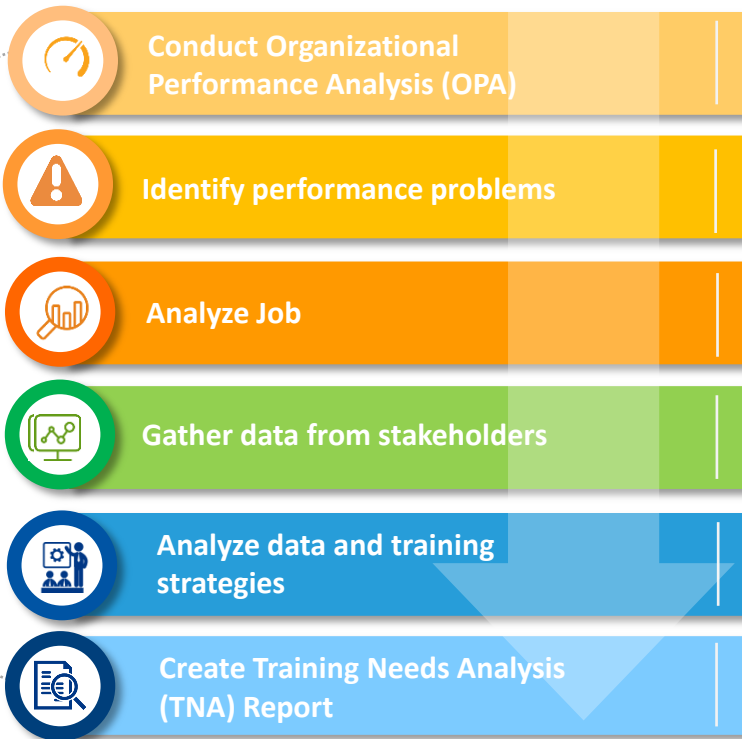 Conduct Organizational
Performance Analysis (OPA)
Identify performance problems
Analyze Job
Gather data from stakeholders
Analyze data and training
strategies
Create Training Needs Analysis
(TNA) Report